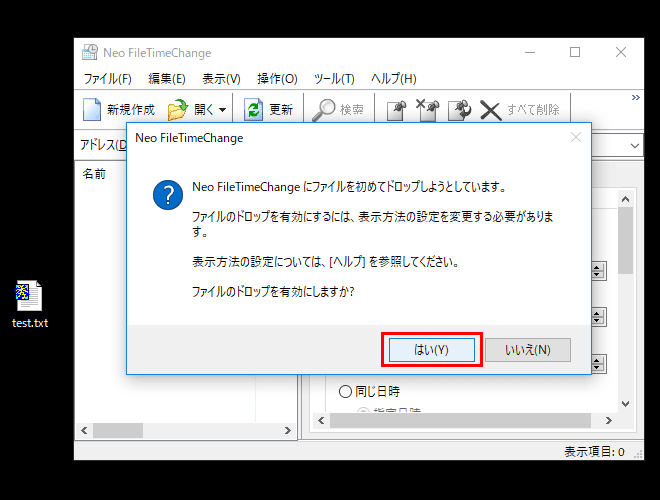 Neo FileTimeChange
ファイル(F) 編集(E) 表示(V) 操作(O) ツール(T) ヘルプ(H)
新規作成 開く 更新 検索 すべて削除
アドレス(D
名前
Neo FileTimeChange
Neo FileTimeChange にファイルを初めてドロップしようとしています。
ファイルのドロップを有効にするには、表示方法の設定を変更する必要がありま
す。
表示方法の設定については、[ヘルプ] を参照してください。
ファイルのドロップを有効にしますか?
はい(Y) いいえ(N)
test.txt
同じ日時
指定日時
表示項目: 0